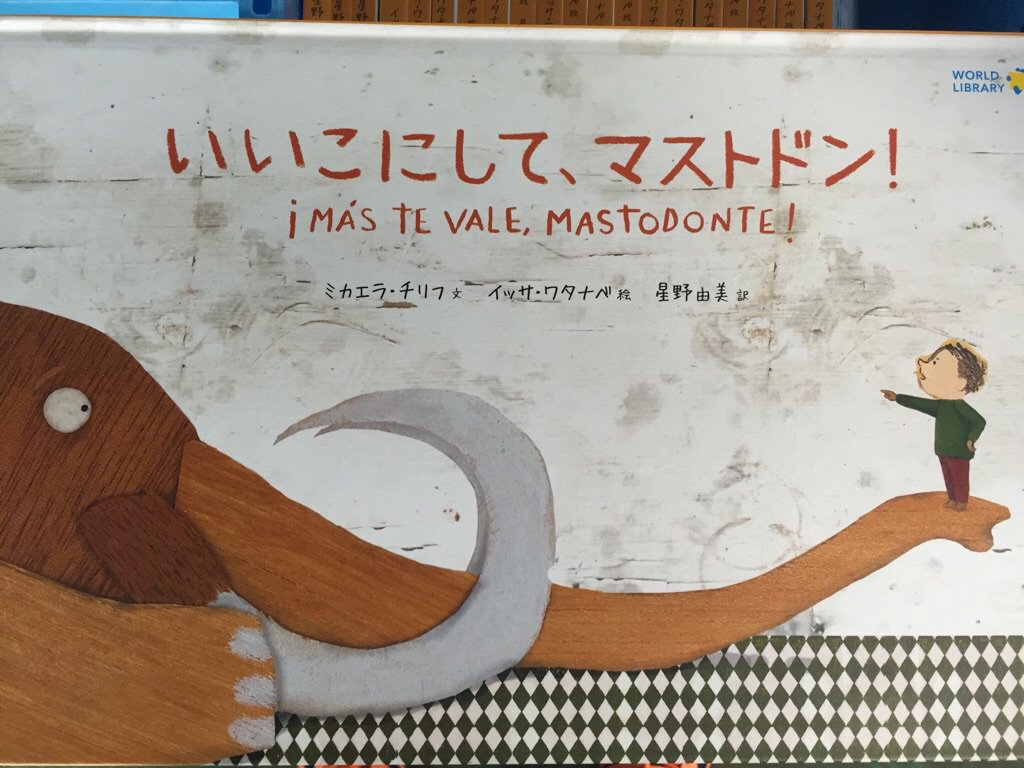 WORLD
LIBRARY
いいこにして、マストドン!
¡MÁS TE VALE, MASTODONTE!
ミカエラ・チリフ 文 イッサ・ワタナベ 絵 星野由美 訳